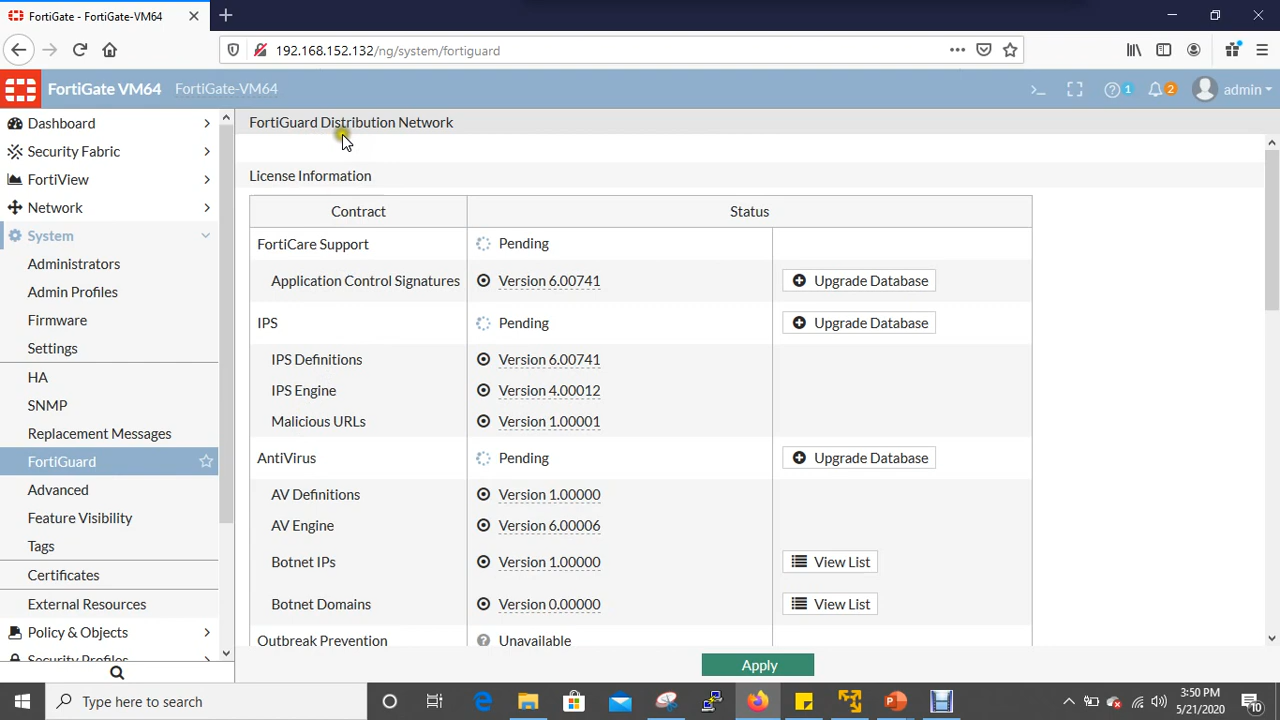 FortiGate - FortiGate-VM64
192.168.152.132/ng/system/fortiguard
FortiGate VM64 FortiGate-VM64
1
2
admin
Dashboard
Security Fabric
FortiView
Network
System
Administrators
Admin Profiles
Firmware
Settings
HA
SNMP
Replacement Messages
FortiGuard
Advanced
Feature Visibility
Tags
Certificates
External Resources
Policy & Objects
Security Profiles
FortiGuard Distribution Network
License Information
Contract Status
FortiCare Support Pending
Application Control Signatures Version 6.00741 Upgrade Database
IPS Pending Upgrade Database
IPS Definitions Version 6.00741
IPS Engine Version 4.00012
Malicious URLs Version 1.00001
AntiVirus Pending Upgrade Database
AV Definitions Version 1.00000
AV Engine Version 6.00006
Botnet IPs Version 1.00000 View List
Botnet Domains Version 0.00000 View List
Outbreak Prevention Unavailable
Apply
Type here to search
3:50 PM
5/21/2020
10